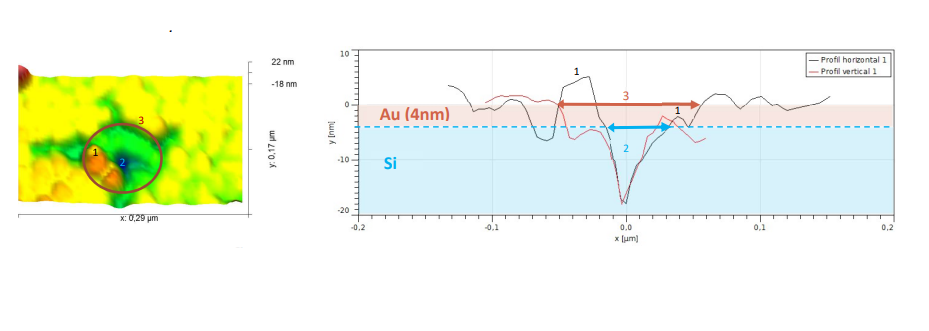 22 nm
-18 nm
3
1
2
y: 0,17 µm
x: 0,29 µm
10
0
-10
-20
y [nm]
Profil horizontal 1
Profil vertical 1
1
3
Au (4nm)
1
2
Si
-0,2
-0,1
0,0
0,1
0,2
x [µm]